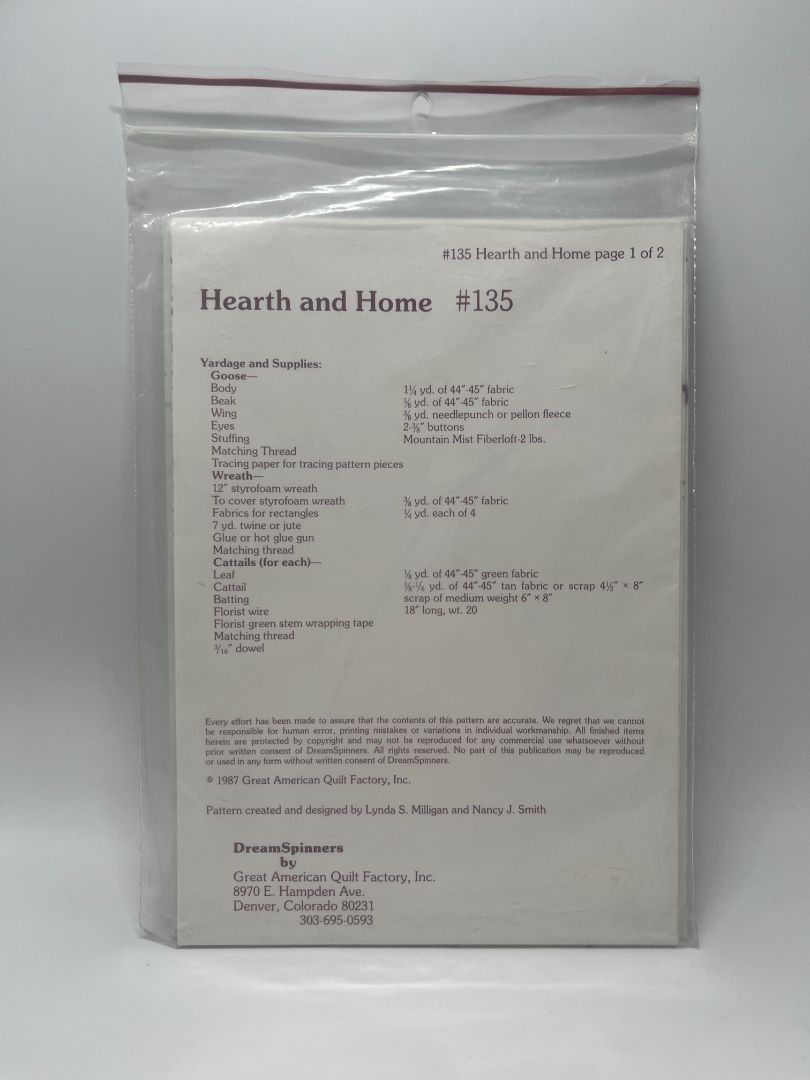 #135 Hearth and Home page 1 of 2
Hearth and Home #135
Yardage and Supplies:
Goose—
Body 1¼ yd. of 44"-45" fabric
Beak ⅛ yd. of 44"-45" fabric
Wing ⅜ yd. needlepunch or pellon fleece
Eyes 2-⅜" buttons
Stuffing Mountain Mist Fiberloft-2 lbs.
Matching Thread
Tracing paper for tracing pattern pieces
Wreath—
12" styrofoam wreath
To cover styrofoam wreath ⅜ yd. of 44"-45" fabric
Fabrics for rectangles ¼ yd. each of 4
7 yd. twine or jute
Glue or hot glue gun
Matching thread
Cattails (for each)—
Leaf ⅛ yd. of 44"-45" green fabric
Cattail ⅛-¼ yd. of 44"-45" tan fabric or scrap 4½" × 8"
Batting scrap of medium weight 6" × 8"
Florist wire 18" long, wt. 20
Florist green stem wrapping tape
Matching thread
3/16" dowel
Every effort has been made to assure that the contents of this pattern are accurate. We regret that we cannot
be responsible for human error, printing mistakes or variations in individual workmanship. All finished items
herein are protected by copyright and may not be reproduced for any commercial use whatsoever without
prior written consent of DreamSpinners. All rights reserved. No part of this publication may be reproduced
or used in any form without written consent of DreamSpinners.
© 1987 Great American Quilt Factory, Inc.
Pattern created and designed by Lynda S. Milligan and Nancy J. Smith
DreamSpinners
by
Great American Quilt Factory, Inc.
8970 E. Hampden Ave.
Denver, Colorado 80231
303-695-0593